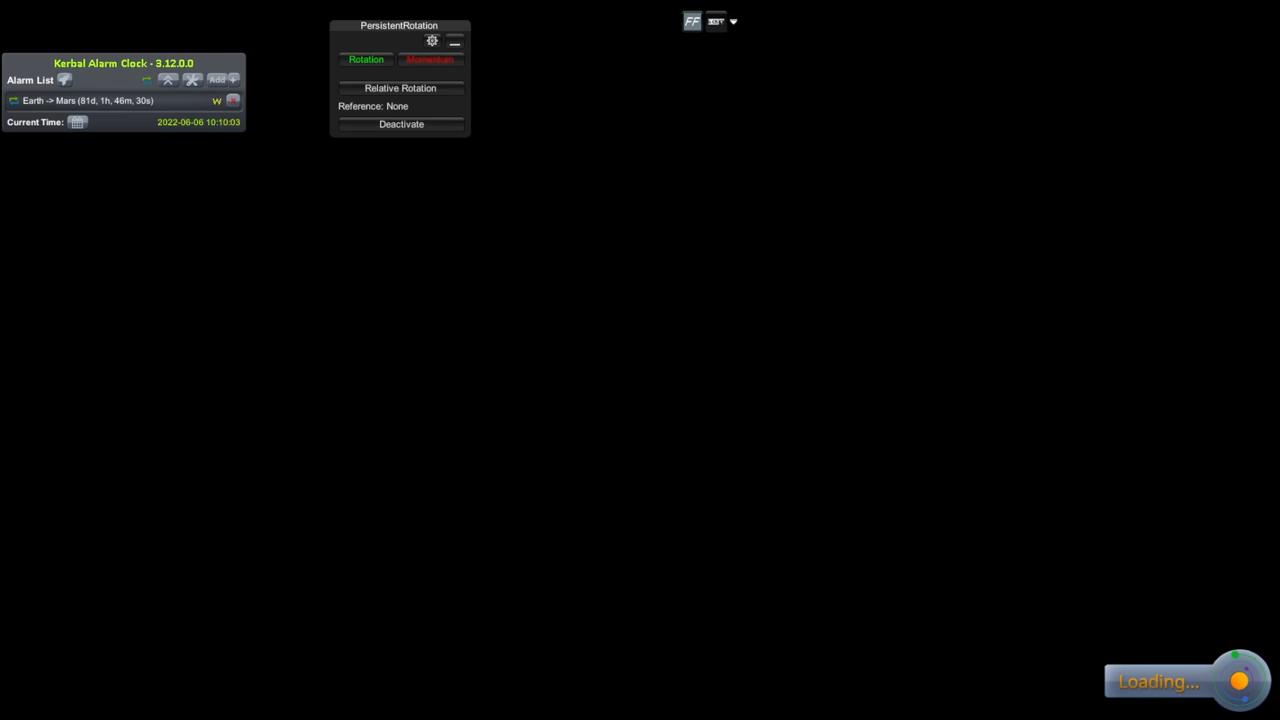 FF
PersistentRotation
Rotation Momentum
Relative Rotation
Reference: None
Deactivate
Kerbal Alarm Clock - 3.12.0.0
Alarm List Add +
Earth -> Mars (81d, 1h, 46m, 30s) W
Current Time: 2022-06-06 10:10:03
Loading...